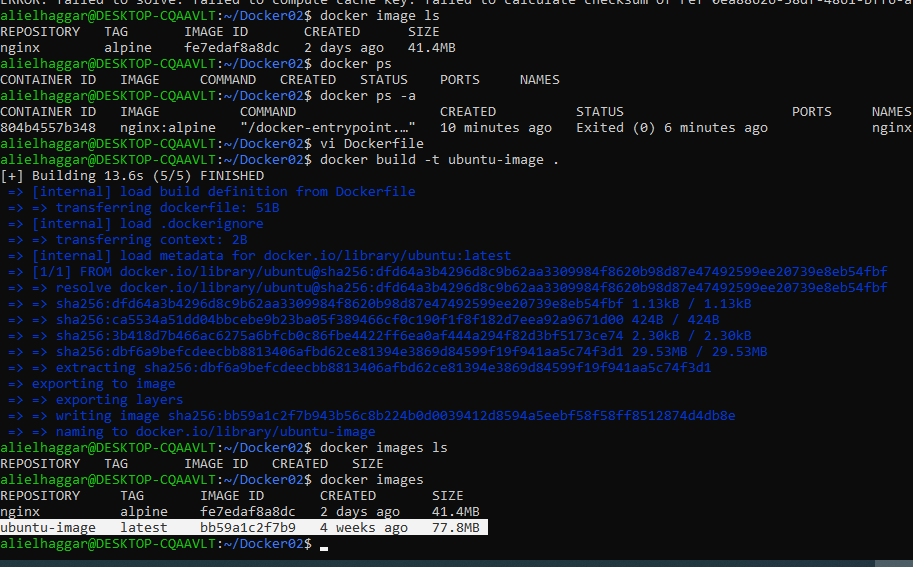 ERROR: failed to solve: failed to compute cache key: failed to calculate checksum of ref
alielhaggar@DESKTOP-CQAAVLT:~/Docker02$ docker image ls
REPOSITORY   TAG       IMAGE ID       CREATED      SIZE
nginx        alpine    fe7edaf8a8dc   2 days ago   41.4MB
alielhaggar@DESKTOP-CQAAVLT:~/Docker02$ docker ps
CONTAINER ID   IMAGE     COMMAND   CREATED   STATUS    PORTS     NAMES
alielhaggar@DESKTOP-CQAAVLT:~/Docker02$ docker ps -a
CONTAINER ID   IMAGE          COMMAND                  CREATED          STATUS                     PORTS     NAMES
804b4557b348   nginx:alpine   "/docker-entrypoint.…"   10 minutes ago   Exited (0) 6 minutes ago             nginx
alielhaggar@DESKTOP-CQAAVLT:~/Docker02$ vi Dockerfile
alielhaggar@DESKTOP-CQAAVLT:~/Docker02$ docker build -t ubuntu-image .
[+] Building 13.6s (5/5) FINISHED
=> [internal] load build definition from Dockerfile
=> => transferring dockerfile: 51B
=> [internal] load .dockerignore
=> => transferring context: 2B
=> [internal] load metadata for docker.io/library/ubuntu:latest
=> [1/1] FROM docker.io/library/ubuntu@sha256:dfd64a3b4296d8c9b62aa3309984f8620b98d87e47492599ee20739e8eb54fbf
=> => resolve docker.io/library/ubuntu@sha256:dfd64a3b4296d8c9b62aa3309984f8620b98d87e47492599ee20739e8eb54fbf
=> => sha256:dfd64a3b4296d8c9b62aa3309984f8620b98d87e47492599ee20739e8eb54fbf 1.13kB / 1.13kB
=> => sha256:ca5534a51dd04bbcebe9b23ba05f389466cf0c190f1f8f182d7eea92a9671d00 424B / 424B
=> => sha256:3b418d7b466ac6275a6bfcb0c86fbe4422ff6ea0af444a294f82d3bf5173ce74 2.30kB / 2.30kB
=> => sha256:dbf6a9befcdeecbb8813406afbd62ce81394e3869d84599f19f941aa5c74f3d1 29.53MB / 29.53MB
=> => extracting sha256:dbf6a9befcdeecbb8813406afbd62ce81394e3869d84599f19f941aa5c74f3d1
=> exporting to image
=> => exporting layers
=> => writing image sha256:bb59a1c2f7b943b56c8b224b0d0039412d8594a5eebf58f58ff8512874d4db8e
=> => naming to docker.io/library/ubuntu-image
alielhaggar@DESKTOP-CQAAVLT:~/Docker02$ docker images ls
REPOSITORY   TAG       IMAGE ID   CREATED   SIZE
alielhaggar@DESKTOP-CQAAVLT:~/Docker02$ docker images
REPOSITORY     TAG       IMAGE ID       CREATED       SIZE
nginx          alpine    fe7edaf8a8dc   2 days ago    41.4MB
ubuntu-image   latest    bb59a1c2f7b9   4 weeks ago   77.8MB
alielhaggar@DESKTOP-CQAAVLT:~/Docker02$